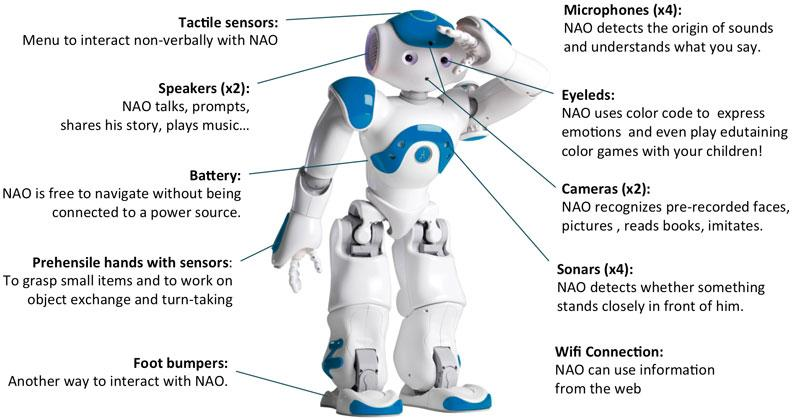 Tactile sensors:
Menu to interact non-verbally with NAO
Speakers (x2):
NAO talks, prompts,
shares his story, plays music...
Battery:
NAO is free to navigate without being
connected to a power source.
Prehensile hands with sensors:
To grasp small items and to work on
object exchange and turn-taking
Foot bumpers:
Another way to interact with NAO.
Microphones (x4):
NAO detects the origin of sounds
and understands what you say.
Eyeleds:
NAO uses color code to express
emotions and even play edutaining
color games with your children!
Cameras (x2):
NAO recognizes pre-recorded faces,
pictures , reads books, imitates.
Sonars (x4):
NAO detects whether something
stands closely in front of him.
Wifi Connection:
NAO can use information
from the web